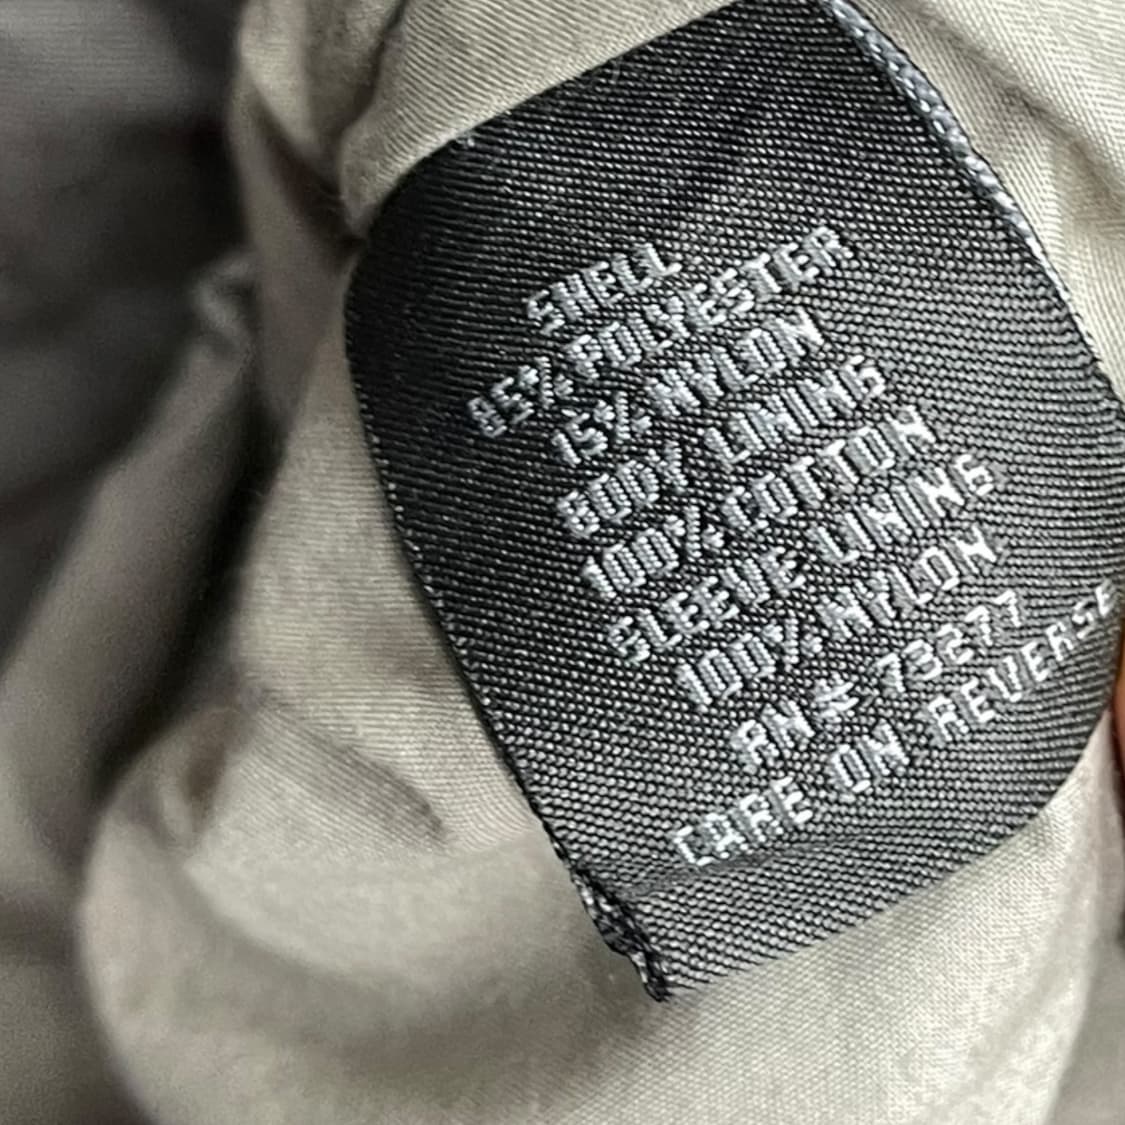 SHELL
85% POLYESTER
15% NYLON
BODY LINING
100% COTTON
SLEEVE LINING
100% NYLON
RN# 73277
CARE ON REVERSE